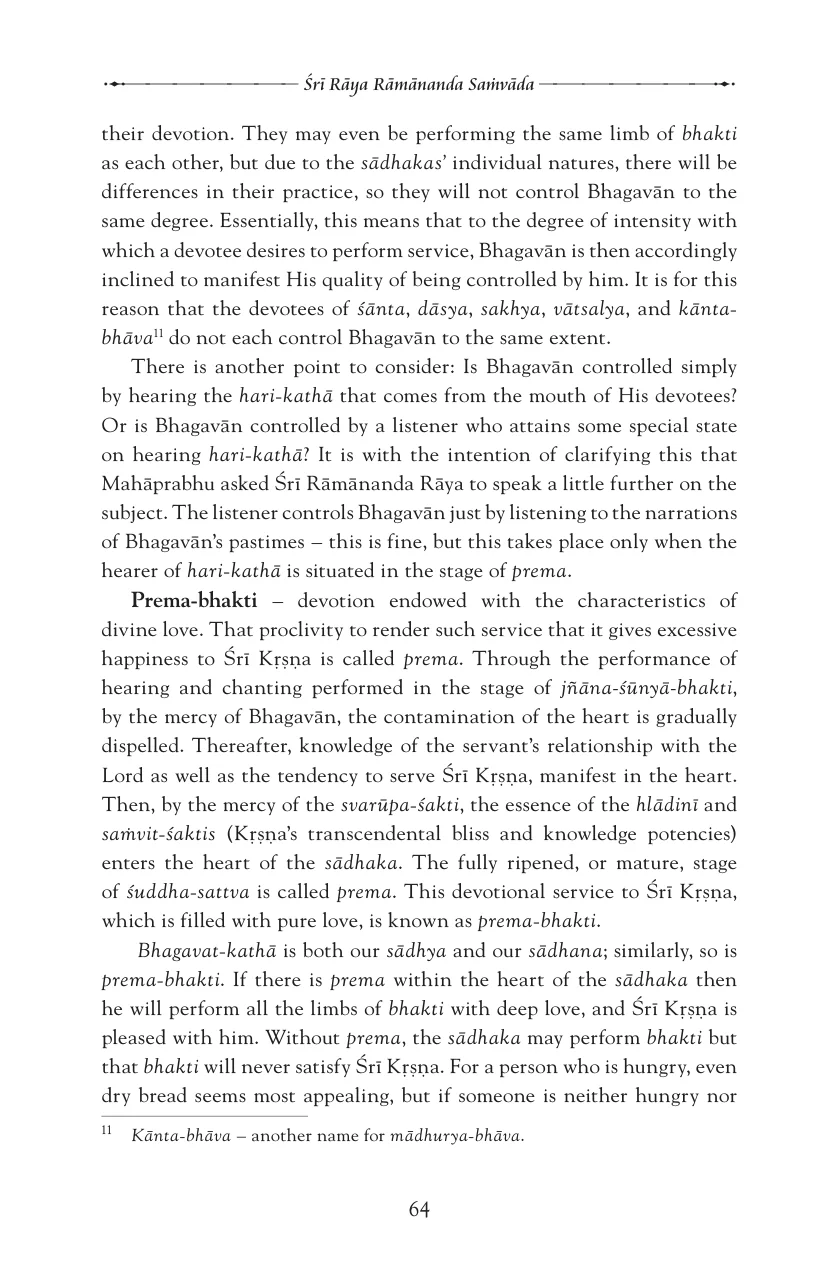 Śrī Rāya Rāmānanda Saṁvāda
their devotion. They may even be performing the same limb of bhakti
as each other, but due to the sādhakas’ individual natures, there will be
differences in their practice, so they will not control Bhagavān to the
same degree. Essentially, this means that to the degree of intensity with
which a devotee desires to perform service, Bhagavān is then accordingly
inclined to manifest His quality of being controlled by him. It is for this
reason that the devotees of śānta, dāsya, sakhya, vātsalya, and kānta-
bhāva11 do not each control Bhagavān to the same extent.
There is another point to consider: Is Bhagavān controlled simply
by hearing the hari-kathā that comes from the mouth of His devotees?
Or is Bhagavān controlled by a listener who attains some special state
on hearing hari-kathā? It is with the intention of clarifying this that
Mahāprabhu asked Śrī Rāmānanda Rāya to speak a little further on the
subject. The listener controls Bhagavān just by listening to the narrations
of Bhagavān’s pastimes – this is fine, but this takes place only when the
hearer of hari-kathā is situated in the stage of prema.
Prema-bhakti – devotion endowed with the characteristics of
divine love. That proclivity to render such service that it gives excessive
happiness to Śrī Kṛṣṇa is called prema. Through the performance of
hearing and chanting performed in the stage of jñāna-śūnyā-bhakti,
by the mercy of Bhagavān, the contamination of the heart is gradually
dispelled. Thereafter, knowledge of the servant’s relationship with the
Lord as well as the tendency to serve Śrī Kṛṣṇa, manifest in the heart.
Then, by the mercy of the svarūpa-śakti, the essence of the hlādinī and
saṁvit-śaktis (Kṛṣṇa’s transcendental bliss and knowledge potencies)
enters the heart of the sādhaka. The fully ripened, or mature, stage
of śuddha-sattva is called prema. This devotional service to Śrī Kṛṣṇa,
which is filled with pure love, is known as prema-bhakti.
Bhagavat-kathā is both our sādhya and our sādhana; similarly, so is
prema-bhakti. If there is prema within the heart of the sādhaka then
he will perform all the limbs of bhakti with deep love, and Śrī Kṛṣṇa is
pleased with him. Without prema, the sādhaka may perform bhakti but
that bhakti will never satisfy Śrī Kṛṣṇa. For a person who is hungry, even
dry bread seems most appealing, but if someone is neither hungry nor
11 Kānta-bhāva – another name for mādhurya-bhāva.
64